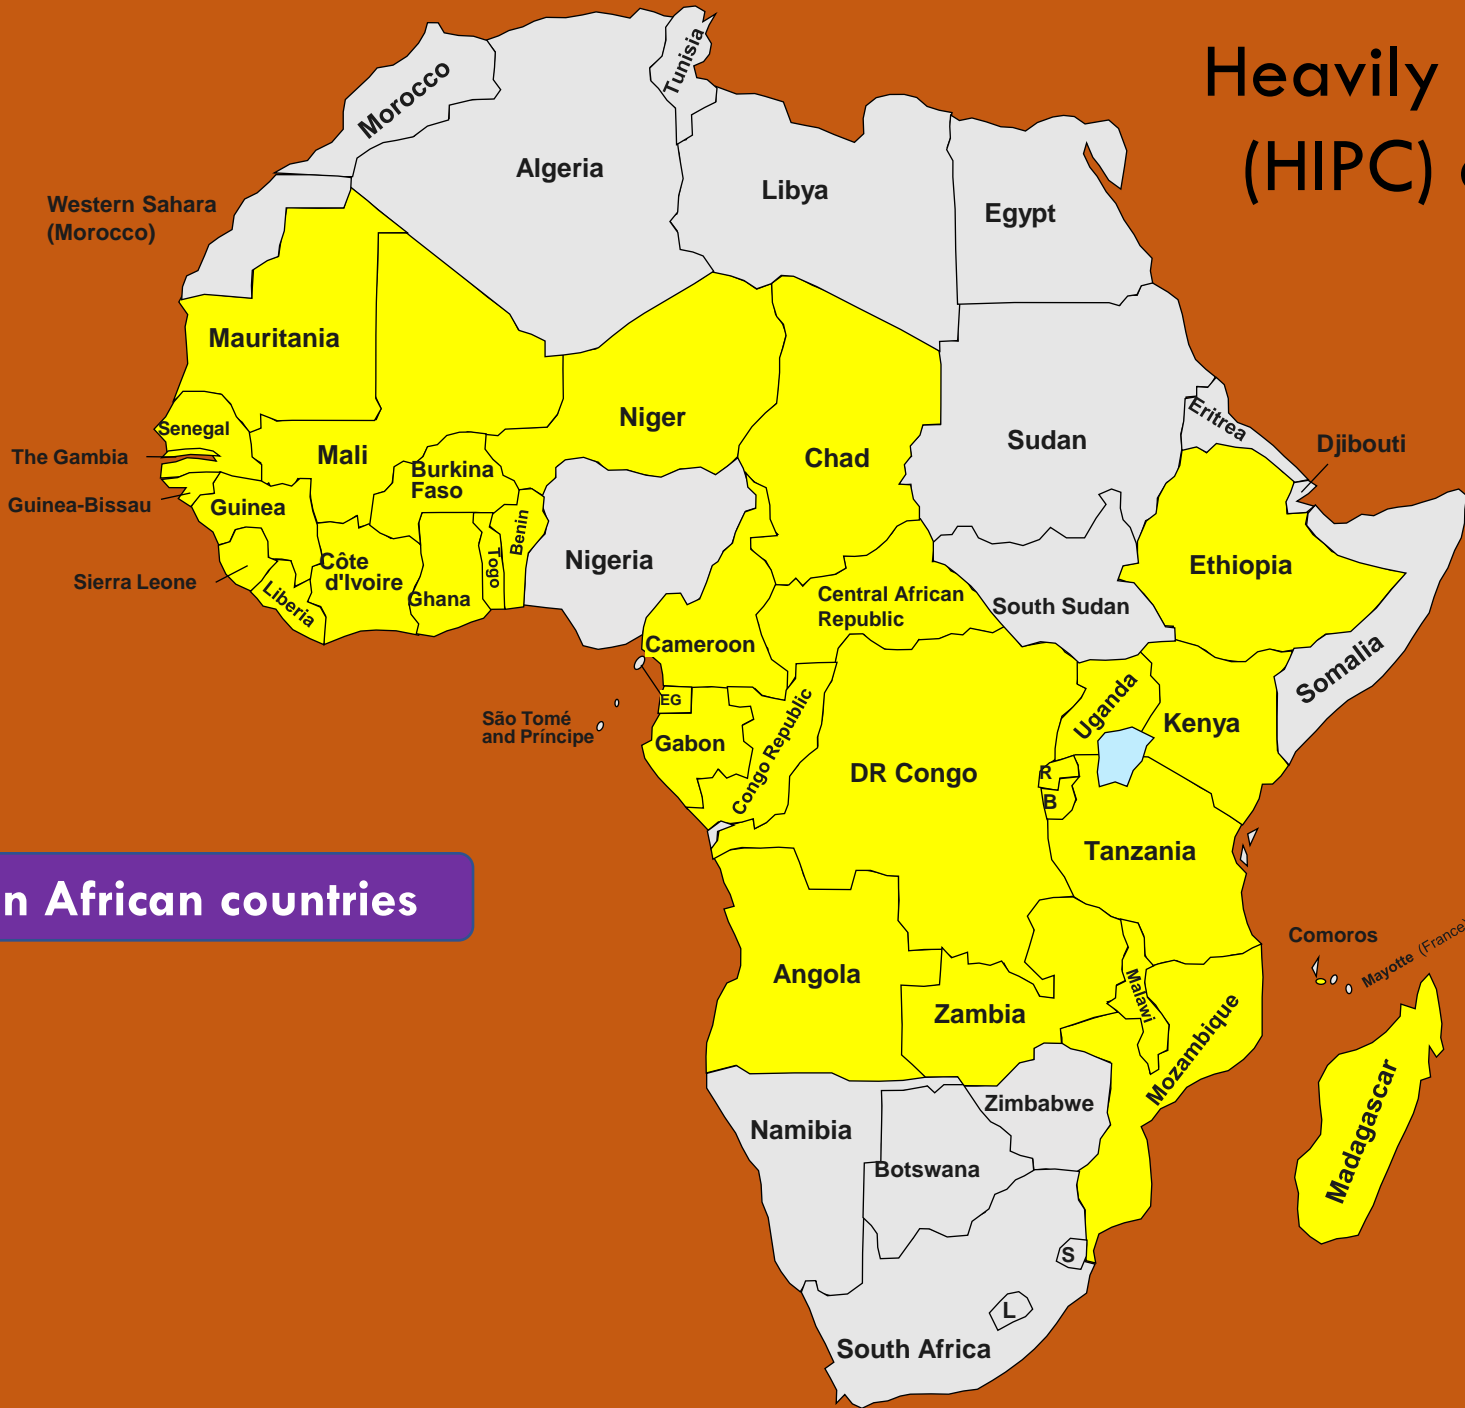 Heavily
(HIPC)
Tunisia
Morocco
Algeria
Libya
Egypt
Western Sahara
(Morocco)
Mauritania
Niger
Chad
Sudan
Eritrea
Djibouti
Senegal
The Gambia
Mali
Burkina
Faso
Guinea-Bissau
Guinea
Benin
Togo
Nigeria
Ethiopia
Sierra Leone
Côte
d'Ivoire
Liberia
Ghana
Central African
Republic
South Sudan
Cameroon
Somalia
EG
São Tomé
and Príncipe
Gabon
Congo Republic
Uganda
Kenya
DR Congo
R
B
Tanzania
n African countries
Comoros
Mayotte (France)
Angola
Zambia
Malawi
Mozambique
Madagascar
Namibia
Zimbabwe
Botswana
S
L
South Africa